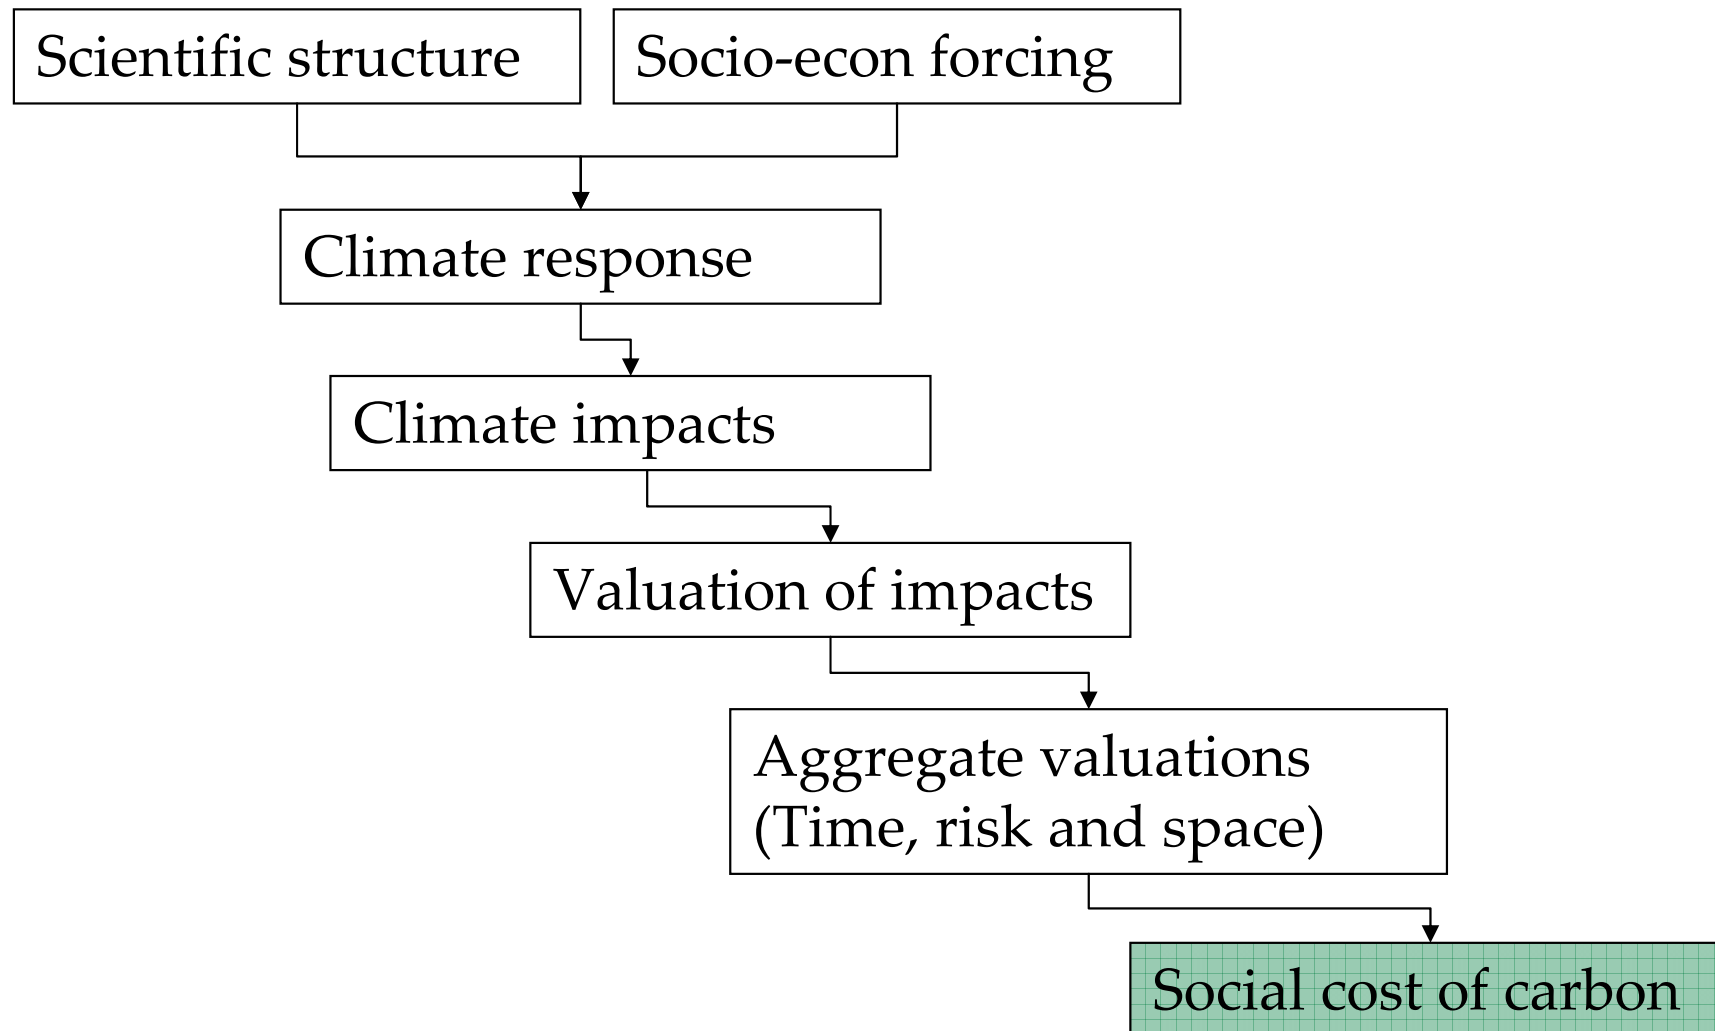 Scientific structure
Socio-econ forcing
Climate response
Climate impacts
Valuation of impacts
Aggregate valuations
(Time, risk and space)
Social cost of carbon